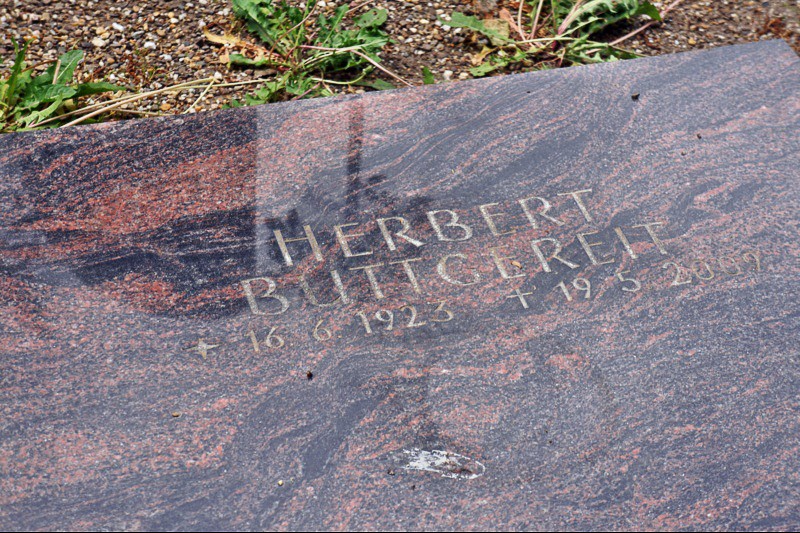 HERBERT
BUTTGEREIT
16 6 1923 † 19 5 2009